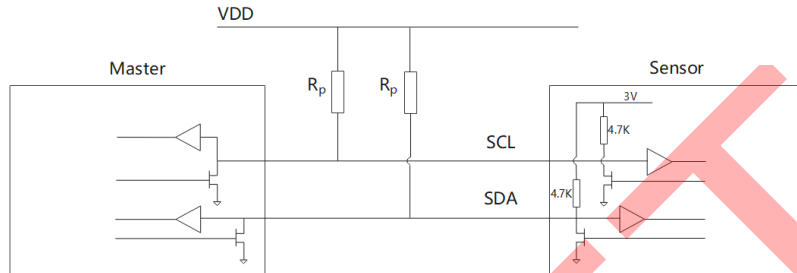 VDD
Master
Rp
Rp
Sensor
3V
4.7K
SCL
4.7K
SDA